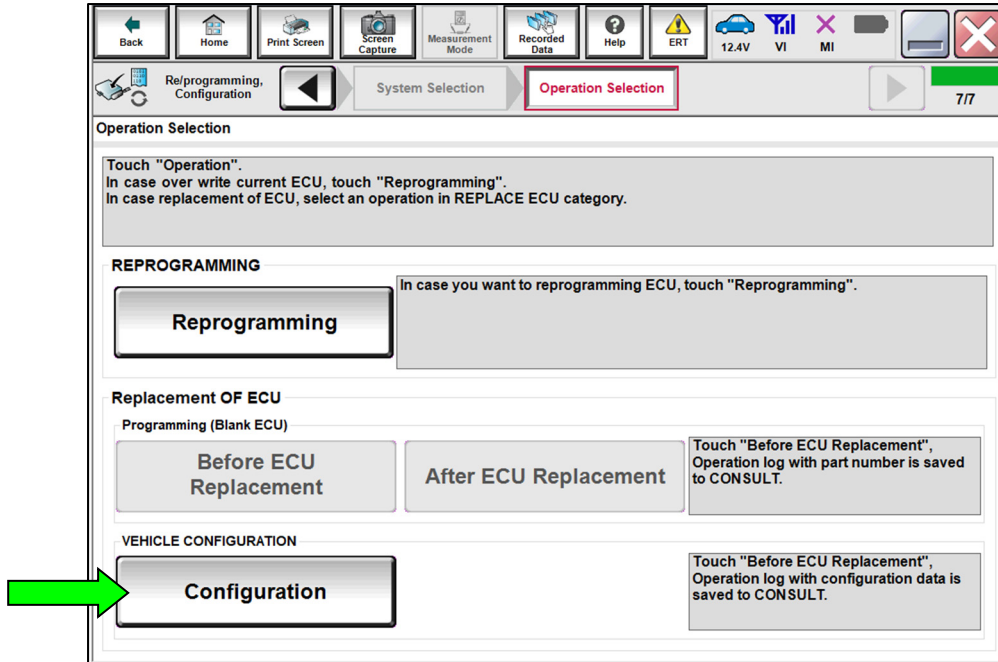 Back
Home
Print Screen
Screen
Capture
Measurement
Mode
Recorded
Data
Help
ERT
12.4V
VI
MI
Re/programming,
Configuration
System Selection
Operation Selection
7/7
Operation Selection
Touch "Operation".
In case over write current ECU, touch "Reprogramming".
In case replacement of ECU, select an operation in REPLACE ECU category.
REPROGRAMMING
Reprogramming
In case you want to reprogramming ECU, touch "Reprogramming".
Replacement OF ECU
Programming (Blank ECU)
Before ECU
Replacement
After ECU Replacement
Touch "Before ECU Replacement",
Operation log with part number is saved
to CONSULT.
VEHICLE CONFIGURATION
Configuration
Touch "Before ECU Replacement",
Operation log with configuration data is
saved to CONSULT.